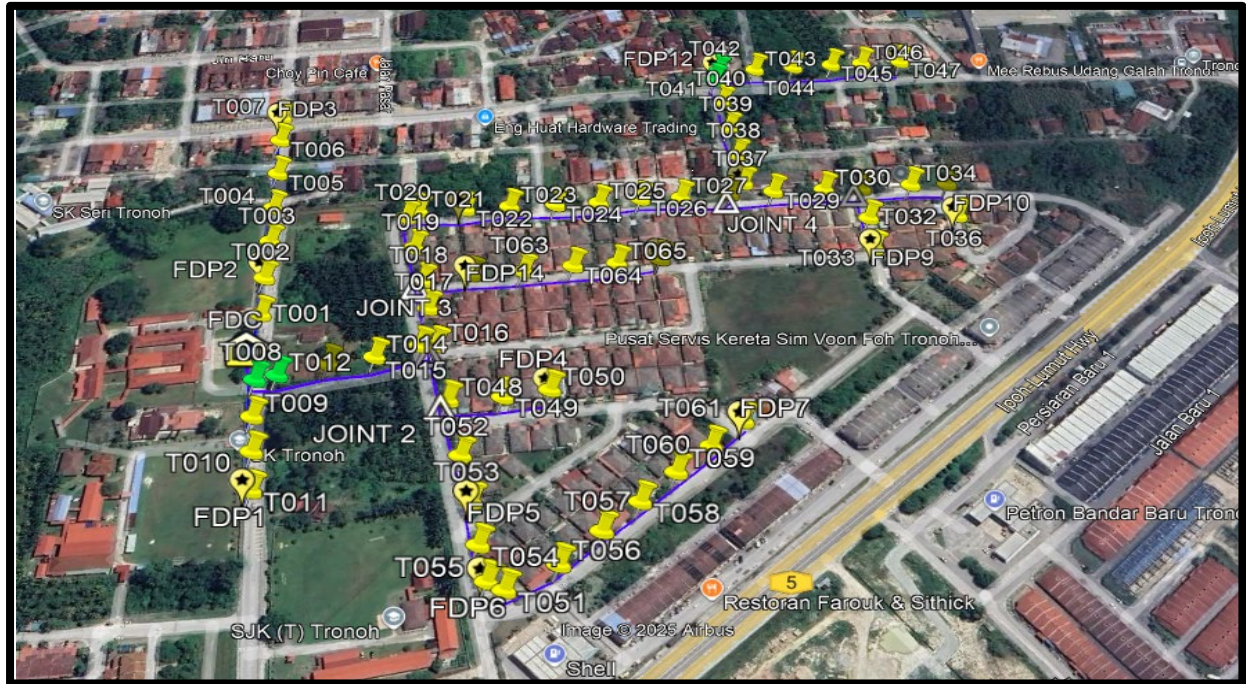 T042
FDP12
T043
T046
Choy Pin Cafe
T041
T040
T045
T047
Mee Rebus Udang Galah Tronoh
T044
T007
FDP3
T039
Eng Huat Hardware Trading
T038
T006
T037
T005
T004
T020
T021
T023
T025
T027
T030
T034
SK Seri Tronoh
T003
T019
T022
T024
T026
T029
T032
FDP10
JOINT 4
T002
T018
T063
T065
T033
FDP9
T036
FDP2
T017
FDP14
T064
FDC
T001
JOINT 3
T008
T012
T014
T016
T015
FDP4
Pusat Servis Kereta Sim Voon Foh Tronoh...
Ipoh-Lumut Hwy
Persiaran Baru 1
Jalan Baru 1
T009
T048
T050
T049
T061
FDP7
JOINT 2
T052
T060
T059
T010
K Tronoh
T053
T011
FDP1
FDP5
T057
T058
Petron Bandar Baru Trono
T054
T056
T055
FDP6
T051
5
Restoran Farouk & Sithick
SJK (T) Tronoh
Image © 2025 Airbus
Shell